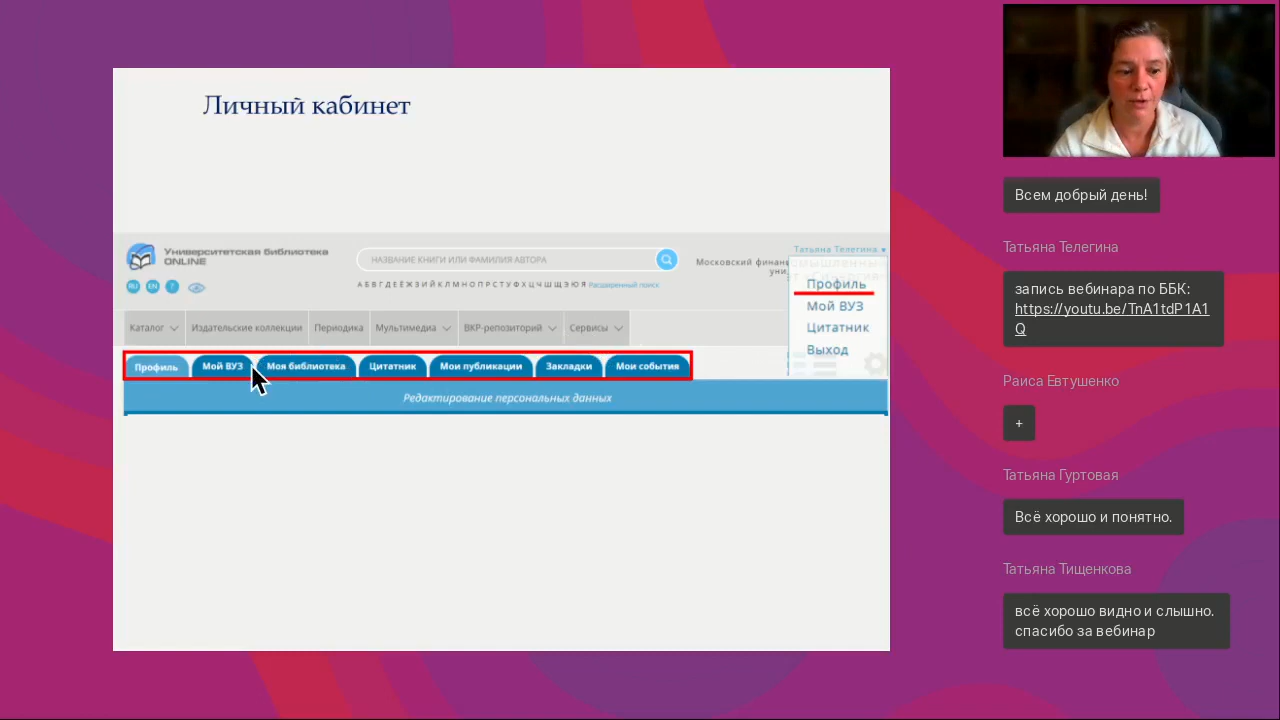 Личный кабинет
Университетская библиотека
ONLINE
НАЗВАНИЕ КНИГИ ИЛИ ФАМИЛИЯ АВТОРА
Татьяна Телегина
Московский финанс
уни
RU EN ?
А Б В Г Д Е Ё Ж З И Й К Л М Н О П Р С Т У Ф Х Ц Ч Ш Щ Э Ю Я Расширенный поиск
Профиль
Мой ВУЗ
Цитатник
Выход
Каталог
Издательские коллекции
Периодика
Мультимедиа
ВКР-репозиторий
Сервисы
Профиль
Мой ВУЗ
Моя библиотека
Цитатник
Мои публикации
Закладки
Мои события
Редактирование персональных данных
Всем добрый день!
Татьяна Телегина
запись вебинара по ББК:
https://youtu.be/TnA1tdP1A1
Q
Раиса Евтушенко
+
Татьяна Гуртовая
Всё хорошо и понятно.
Татьяна Тищенкова
всё хорошо видно и слышно.
спасибо за вебинар